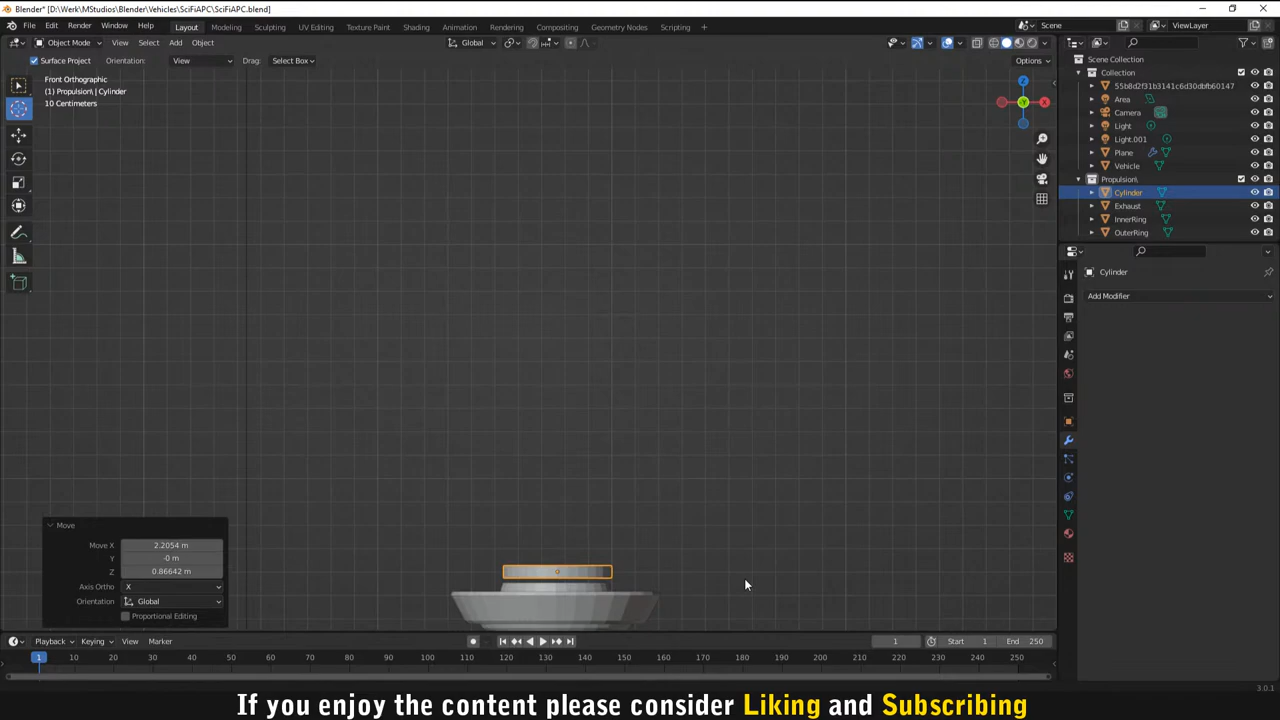 Blender* [D:\Werk\MStudios\Blender\Vehicles\SciFiAPC\SciFiAPC.blend]
File Edit Render Window Help Layout Modeling Sculpting UV Editing Texture Paint Shading Animation Rendering Compositing Geometry Nodes Scripting + Scene ViewLayer
Object Mode View Select Add Object Global
Surface Project Orientation: View Drag: Select Box Options
Front Orthographic
(1) Propulsion\ | Cylinder
10 Centimeters
Z
Y
X
Scene Collection
Collection
55b8d2f31b3141c6d30dbfb60147
Area
Camera
Light
Light.001
Plane
Vehicle
Propulsion\
Cylinder
Exhaust
InnerRing
OuterRing
Cylinder
Add Modifier
Move
Move X 2.2054 m
Y -0 m
Z 0.86642 m
Axis Ortho X
Orientation Global
Proportional Editing
Playback Keying View Marker 1 Start 1 End 250
1 10 20 30 40 50 60 70 80 90 100 110 120 130 140 150 160 170 180 190 200 210 220 230 240 250
3.0.1
If you enjoy the content please consider Liking and Subscribing